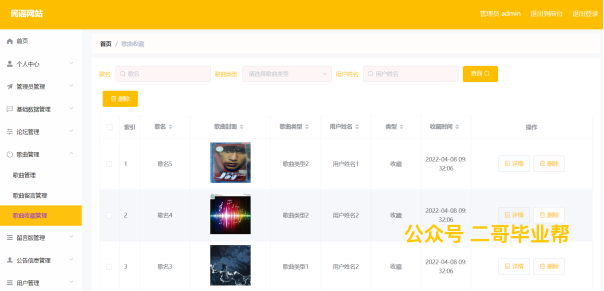 民谣网站
管理员 admin
退出到前台
退出登录
首页
个人中心
管理员管理
基础数据管理
论坛管理
歌曲管理
歌曲管理
歌曲留言管理
歌曲收藏管理
留言版管理
公告信息管理
用户管理
首页 / 歌曲收藏
歌名 歌名 歌曲类型 请选择歌曲类型 用户姓名 用户姓名 查询
删除
索引 歌名 歌曲封面 歌曲类型 用户姓名 类型 收藏时间 操作
1 歌名5 歌曲类型2 用户姓名1 收藏 2022-04-08 09:32:06 详情 删除
2 歌名4 歌曲类型2 用户姓名2 收藏 2022-04-08 09:32:06 详情 删除
3 歌名3 歌曲类型1 用户姓名2 收藏 2022-04-08 09:32:06 详情 删除
公众号 二哥毕业帮